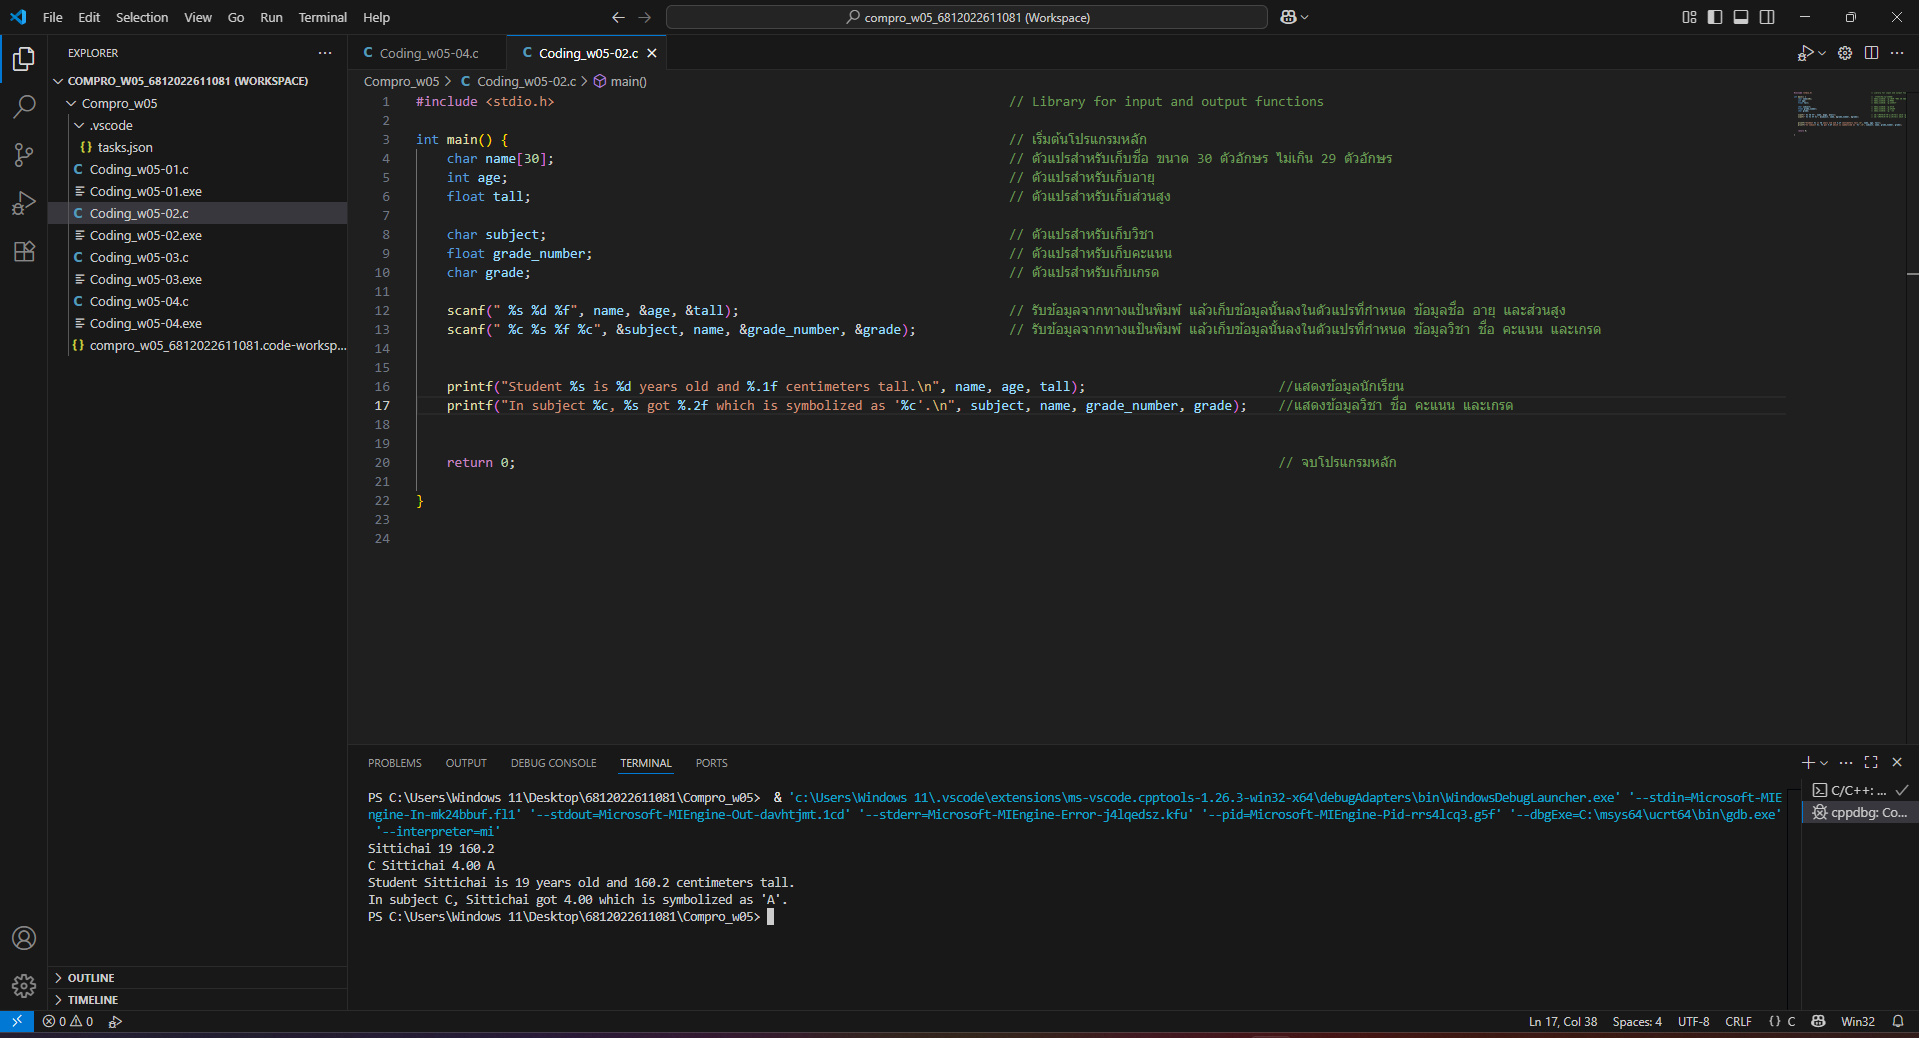 File Edit Selection View Go Run Terminal Help
compro_w05_6812022611081 (Workspace)
EXPLORER
COMPRO_W05_6812022611081 (WORKSPACE)
Compro_w05
.vscode
{} tasks.json
C Coding_w05-01.c
Coding_w05-01.exe
C Coding_w05-02.c
Coding_w05-02.exe
C Coding_w05-03.c
Coding_w05-03.exe
C Coding_w05-04.c
Coding_w05-04.exe
{} compro_w05_6812022611081.code-worksp...
OUTLINE
TIMELINE
C Coding_w05-04.c C Coding_w05-02.c
Compro_w05 > C Coding_w05-02.c > main()
1 #include <stdio.h> // Library for input and output functions
2
3 int main() { // เริ่มต้นโปรแกรมหลัก
4 char name[30]; // ตัวแปรสำหรับเก็บชื่อ ขนาด 30 ตัวอักษร ไม่เกิน 29 ตัวอักษร
5 int age; // ตัวแปรสำหรับเก็บอายุ
6 float tall; // ตัวแปรสำหรับเก็บส่วนสูง
7
8 char subject; // ตัวแปรสำหรับเก็บวิชา
9 float grade_number; // ตัวแปรสำหรับเก็บคะแนน
10 char grade; // ตัวแปรสำหรับเก็บเกรด
11
12 scanf(" %s %d %f", name, &age, &tall); // รับข้อมูลจากทางแป้นพิมพ์ แล้วเก็บข้อมูลนั้นลงในตัวแปรที่กำหนด ข้อมูลชื่อ อายุ และส่วนสูง
13 scanf(" %c %s %f %c", &subject, name, &grade_number, &grade); // รับข้อมูลจากทางแป้นพิมพ์ แล้วเก็บข้อมูลนั้นลงในตัวแปรที่กำหนด ข้อมูลวิชา ชื่อ คะแนน และเกรด
14
15
16 printf("Student %s is %d years old and %.1f centimeters tall.\n", name, age, tall); //แสดงข้อมูลนักเรียน
17 printf("In subject %c, %s got %.2f which is symbolized as '%c'.\n", subject, name, grade_number, grade); //แสดงข้อมูลวิชา ชื่อ คะแนน และเกรด
18
19
20 return 0; // จบโปรแกรมหลัก
21
22 }
23
24
PROBLEMS OUTPUT DEBUG CONSOLE TERMINAL PORTS
PS C:\Users\Windows 11\Desktop\6812022611081\Compro_w05> & 'c:\Users\Windows 11\.vscode\extensions\ms-vscode.cpptools-1.26.3-win32-x64\debugAdapters\bin\WindowsDebugLauncher.exe' '--stdin=Microsoft-MIE
ngine-In-mk24bbuf.fl1' '--stdout=Microsoft-MIEngine-Out-davhtjmt.1cd' '--stderr=Microsoft-MIEngine-Error-j4lqedsz.kfu' '--pid=Microsoft-MIEngine-Pid-rrs4lcq3.g5f' '--dbgExe=C:\msys64\ucrt64\bin\gdb.exe'
'--interpreter=mi'
Sittichai 19 160.2
C Sittichai 4.00 A
Student Sittichai is 19 years old and 160.2 centimeters tall.
In subject C, Sittichai got 4.00 which is symbolized as 'A'.
PS C:\Users\Windows 11\Desktop\6812022611081\Compro_w05>
C/C++: ...
cppdbg: Co...
0 0
Ln 17, Col 38 Spaces: 4 UTF-8 CRLF {} C Win32